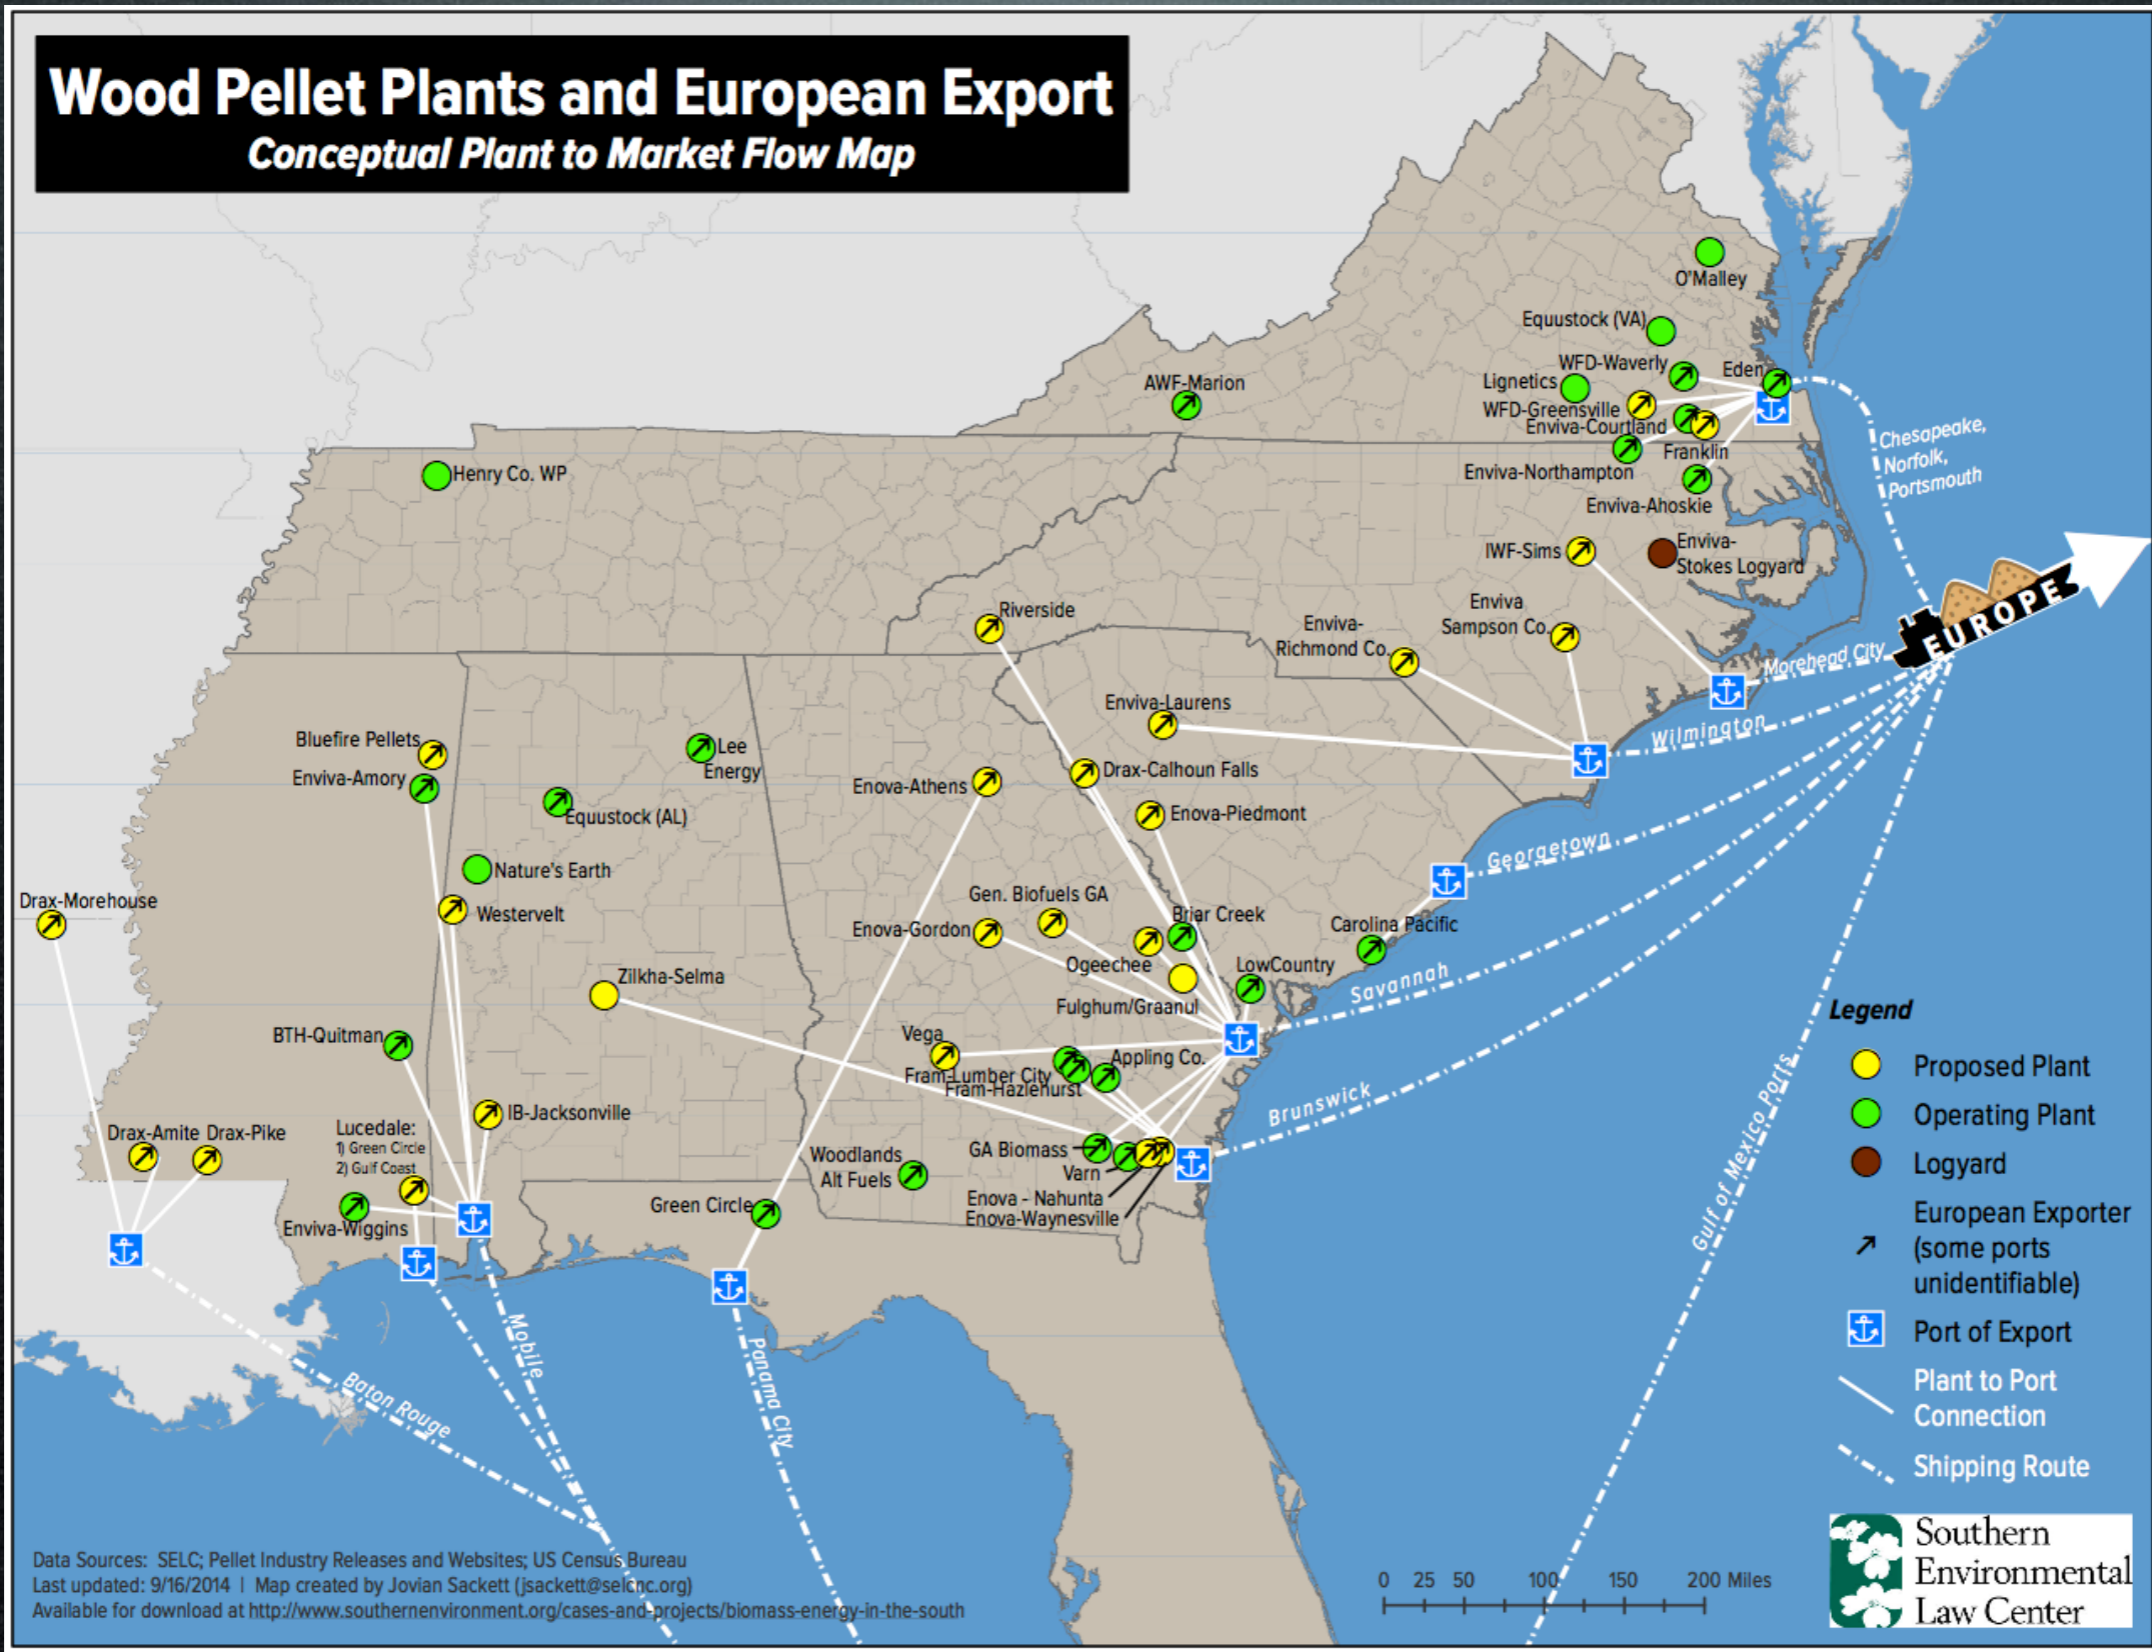 Wood Pellet Plants and European Export
Conceptual Plant to Market Flow Map
O'Malley
Equustock (VA)
WFD-Waverly
Eden
AWF-Marion
Lignetics
WFD-Greensville
Enviva-Courtland
Franklin
Enviva-Northampton
Enviva-Ahoskie
Chesapeake,
Norfolk,
Portsmouth
Henry Co. WP
IWF-Sims
Enviva-
Stokes Logyard
Enviva
Sampson Co.
Enviva-
Richmond Co.
Riverside
EUROPE
Morehead City
Wilmington
Enviva-Laurens
Bluefire Pellets
Lee
Energy
Enviva-Amory
Enova-Athens
Drax-Calhoun Falls
Equustock (AL)
Enova-Piedmont
Georgetown
Nature's Earth
Drax-Morehouse
Westervelt
Gen. Biofuels GA
Enova-Gordon
Briar Creek
Carolina Pacific
Ogeechee
LowCountry
Savannah
Zilkha-Selma
Fulghum/Graanul
BTH-Quitman
Vega
Appling Co.
Fram-Lumber City
Fram-Hazlehurst
Brunswick
IB-Jacksonville
Drax-Amite
Drax-Pike
Lucedale:
1) Green Circle
2) Gulf Coast
Enviva-Wiggins
Woodlands
Alt Fuels
GA Biomass
Varn
Enova - Nahunta
Enova-Waynesville
Green Circle
Gulf of Mexico Ports
Mobile
Panama City
Baton Rouge
Legend
Proposed Plant
Operating Plant
Logyard
European Exporter
(some ports
unidentifiable)
Port of Export
Plant to Port
Connection
Shipping Route
Data Sources: SELC; Pellet Industry Releases and Websites; US Census Bureau
Last updated: 9/16/2014 | Map created by Jovian Sackett (jsackett@selcnc.org)
Available for download at http://www.southernenvironment.org/cases-and-projects/biomass-energy-in-the-south
0 25 50 100 150 200 Miles
Southern
Environmental
Law Center